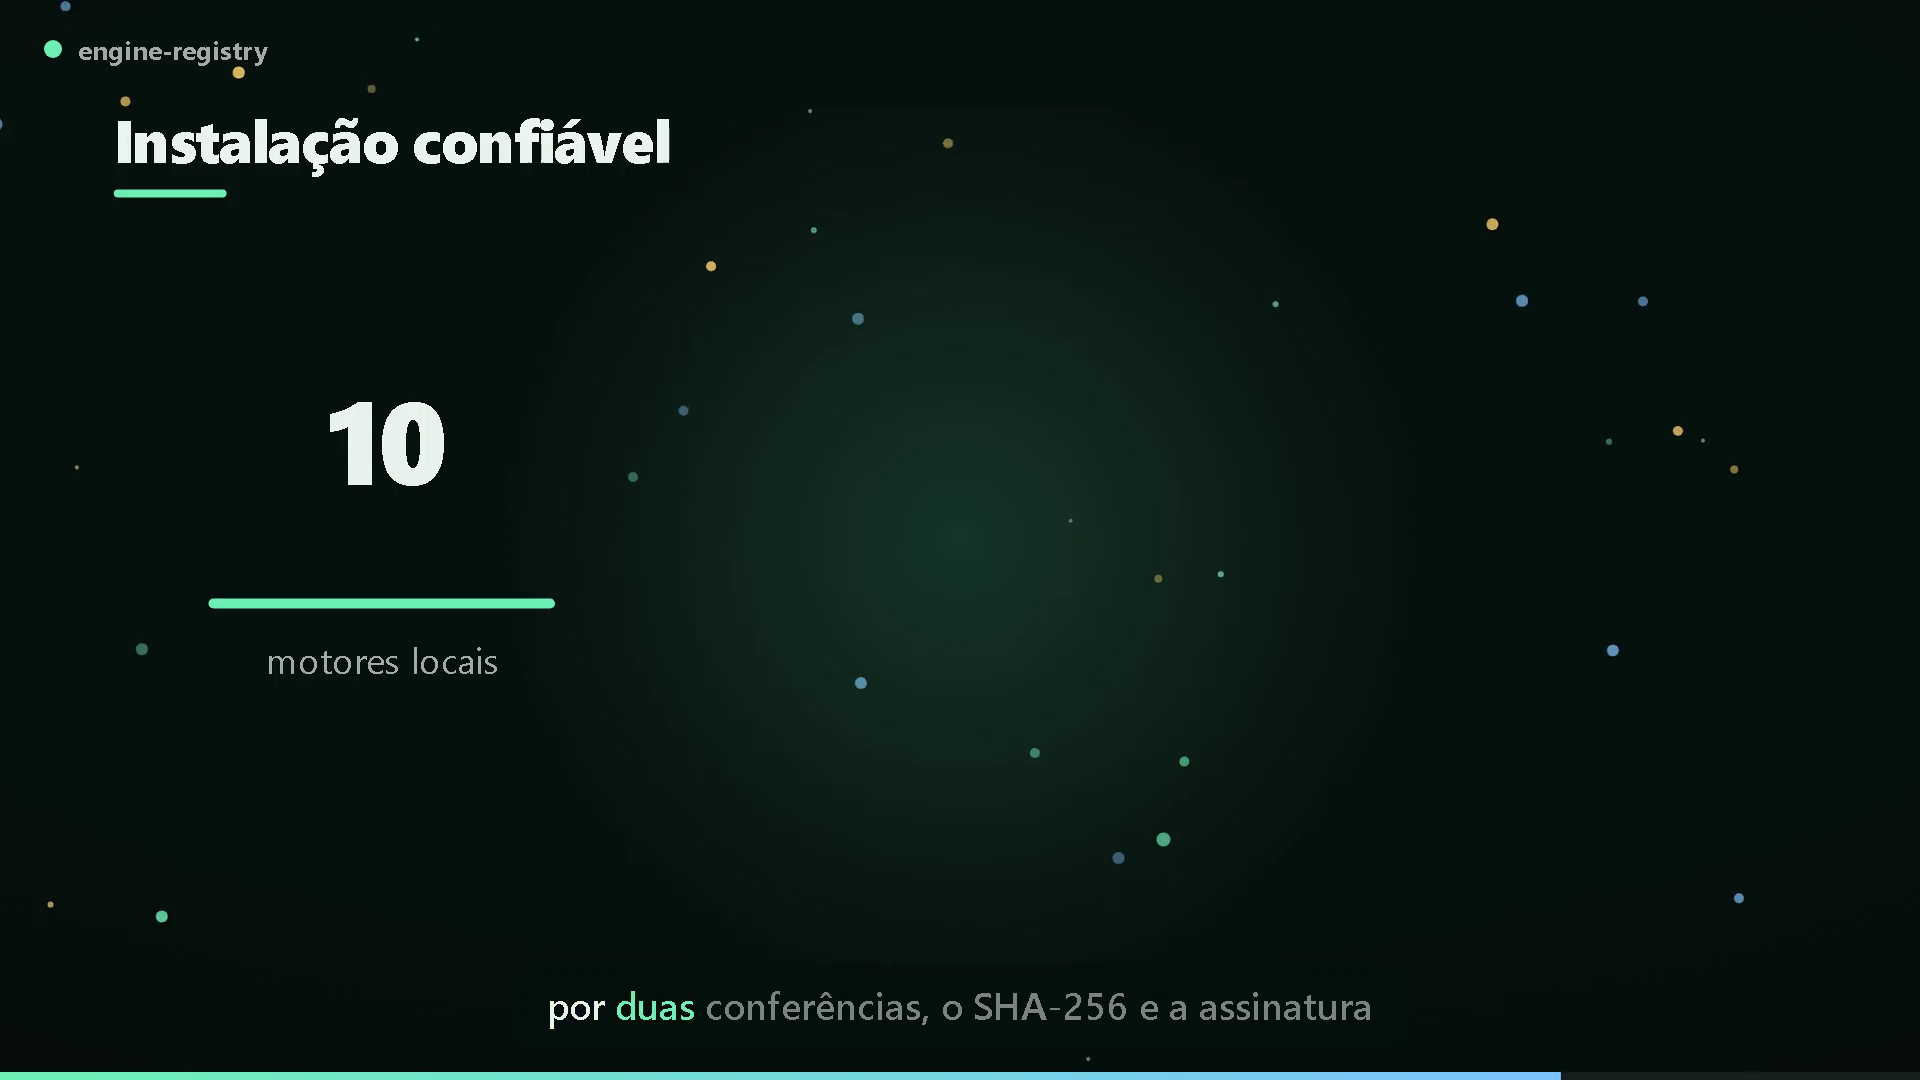 engine-registry
Instalação confiável
10
motores locais
por duas conferências, o SHA-256 e a assinatura